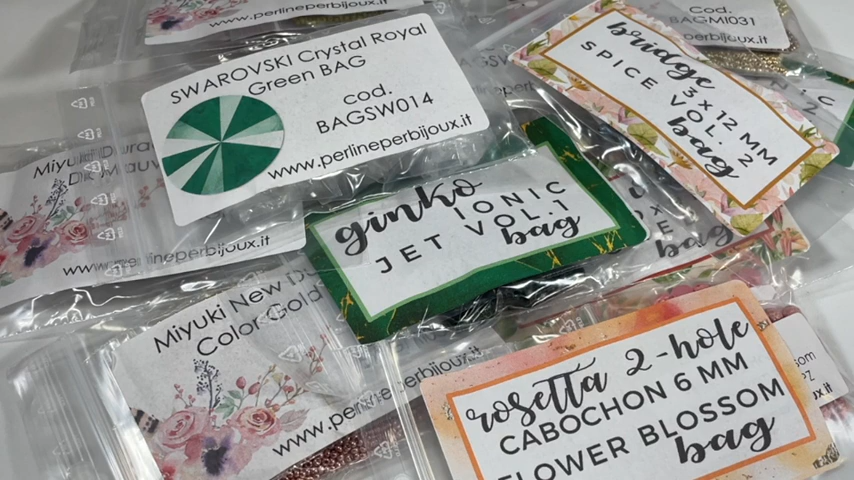 www.perlineperbijoux.it
Cod.
BAGMI031
SWAROVSKI Crystal Royal
Green BAG
Cod.
BAGSW014
www.perlineperbijoux.it
bridge
3 x 12 MM
SPICE VOL. 2
bag
Miyuki
www.perlineperbijoux.it
ginko
IONIC
JET VOL.1
bag
bag
Miyuki New
Color Gold
www.perlineperbijoux.it
rosetta 2-hole
CABOCHON 6 MM
FLOWER BLOSSOM
bag